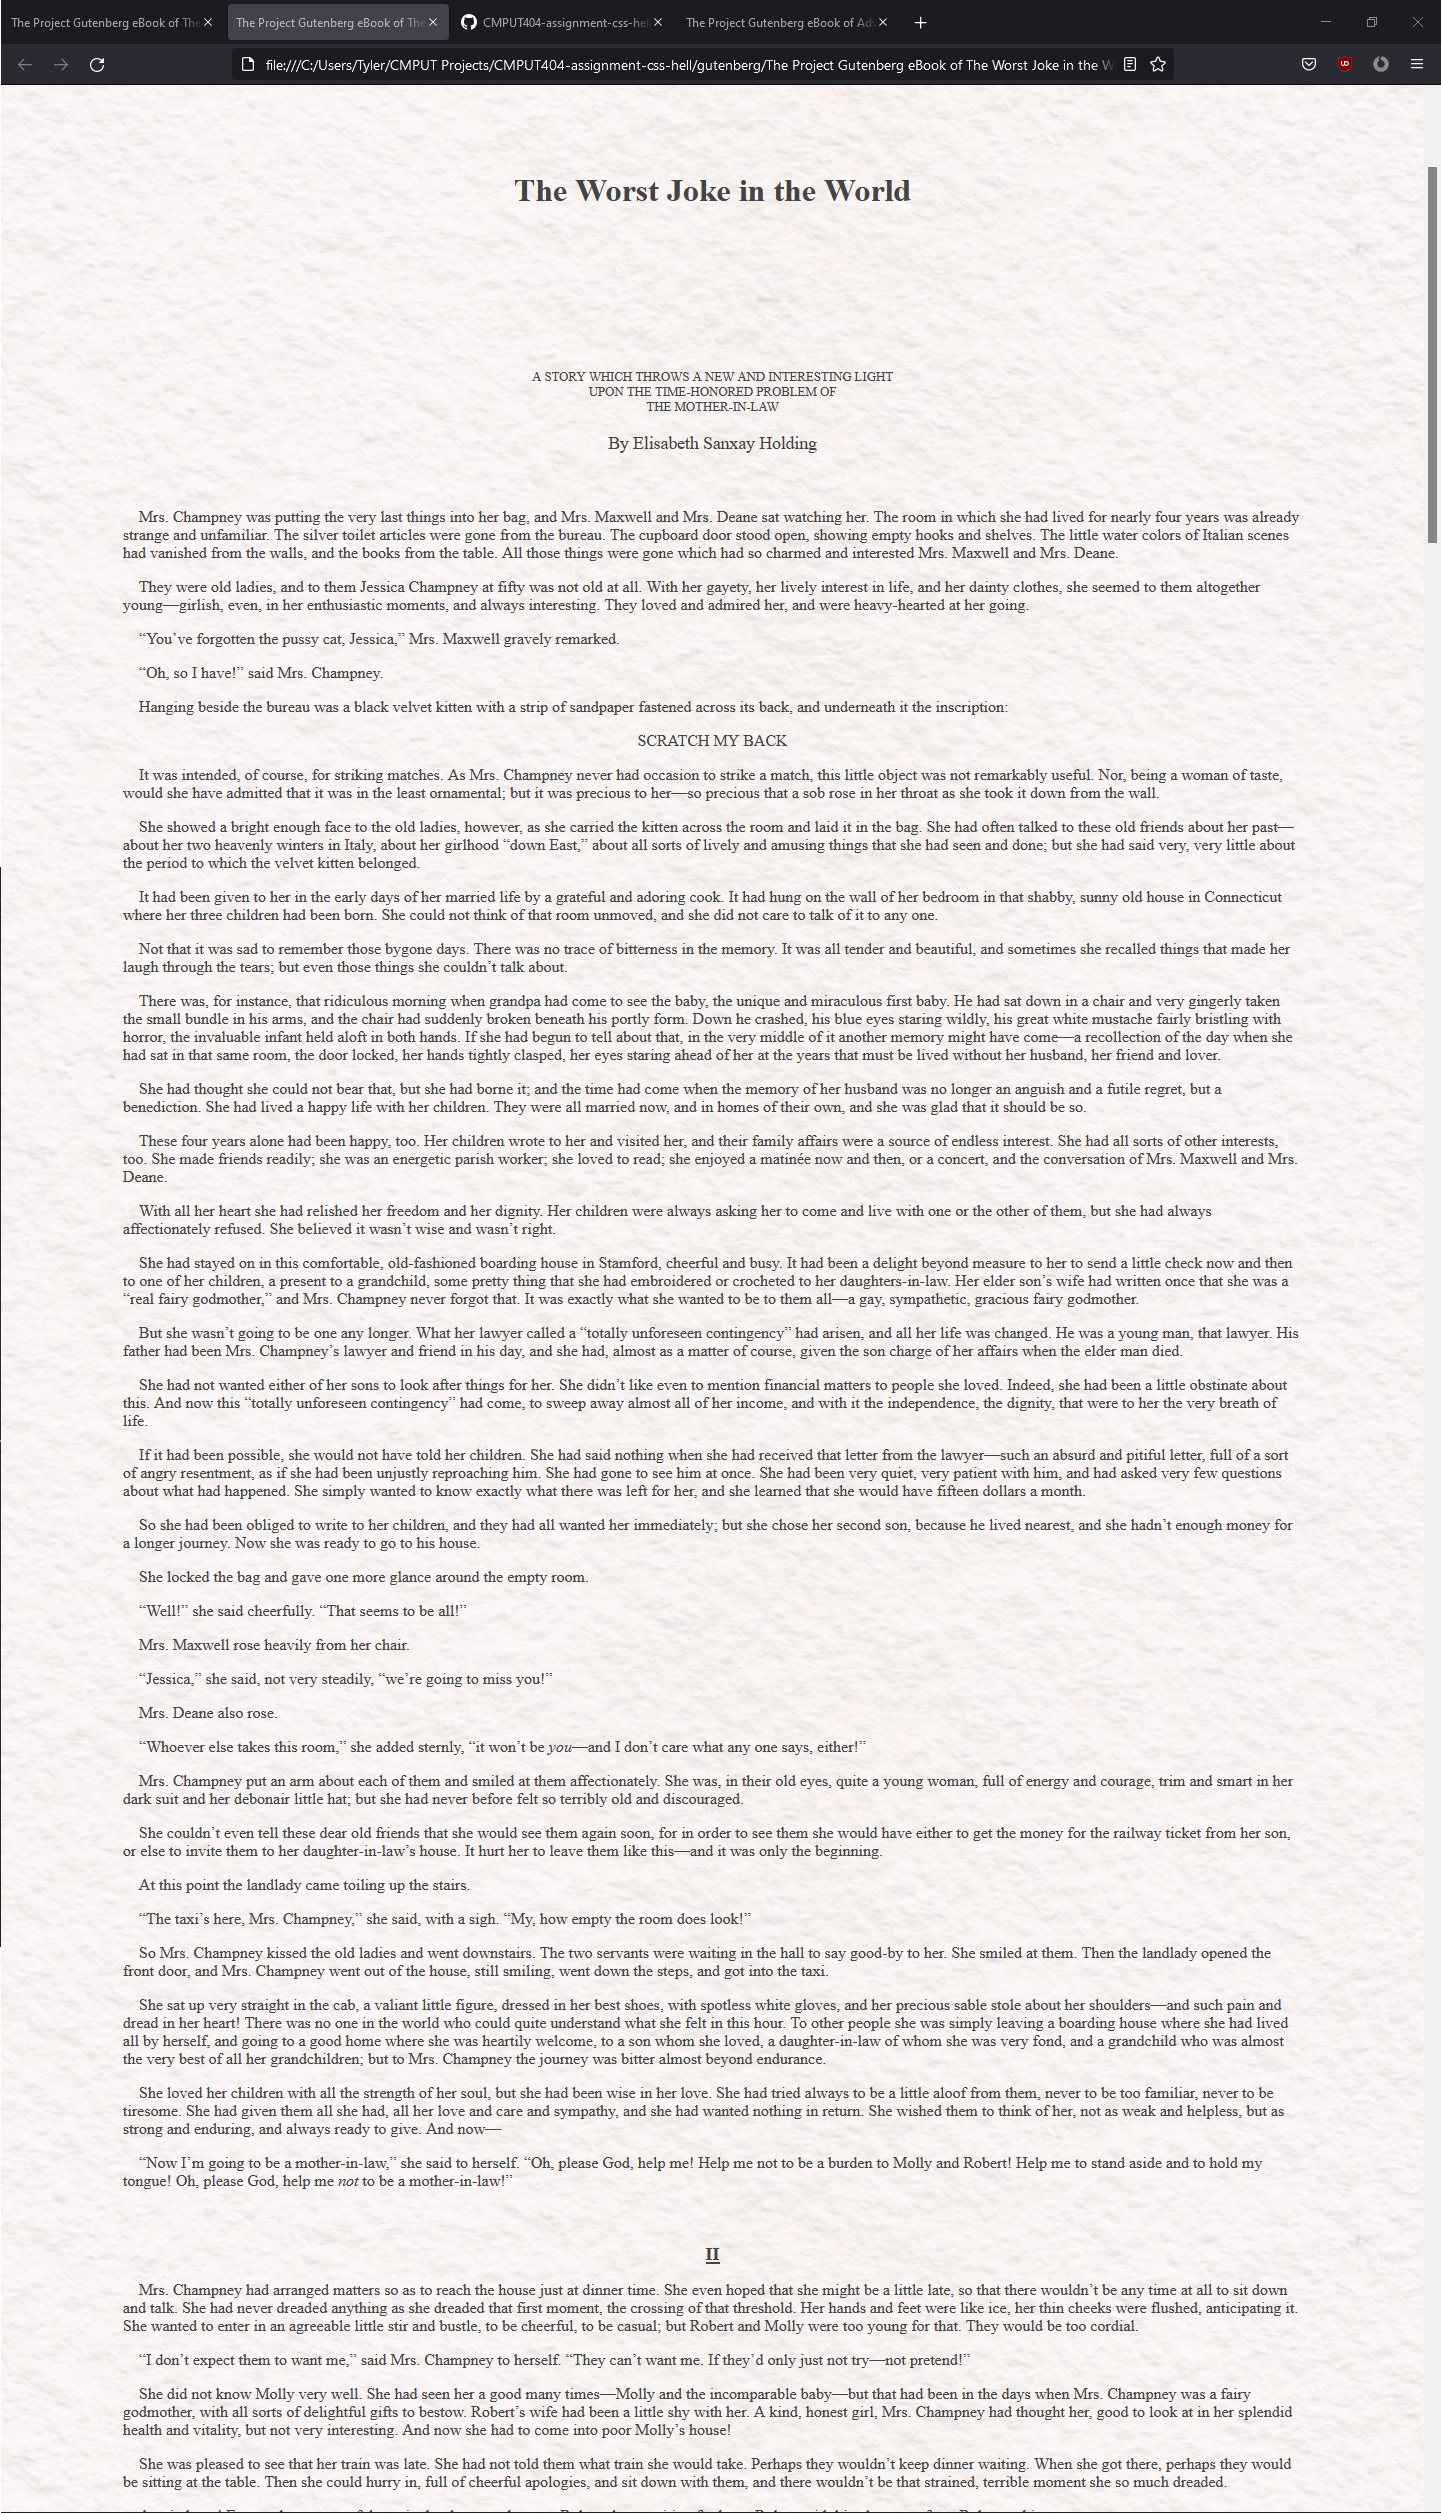 The Project Gutenberg eBook of The
The Project Gutenberg eBook of The
CMPUT404-assignment-css-hel
The Project Gutenberg eBook of Adv
file:///C:/Users/Tyler/CMPUT Projects/CMPUT404-assignment-css-hell/gutenberg/The Project Gutenberg eBook of The Worst Joke in the W
The Worst Joke in the World
A STORY WHICH THROWS A NEW AND INTERESTING LIGHT
UPON THE TIME-HONORED PROBLEM OF
THE MOTHER-IN-LAW
By Elisabeth Sanxay Holding
Mrs. Champney was putting the very last things into her bag, and Mrs. Maxwell and Mrs. Deane sat watching her. The room in which she had lived for nearly four years was already
strange and unfamiliar. The silver toilet articles were gone from the bureau. The cupboard door stood open, showing empty hooks and shelves. The little water colors of Italian scenes
had vanished from the walls, and the books from the table. All those things were gone which had so charmed and interested Mrs. Maxwell and Mrs. Deane.
They were old ladies, and to them Jessica Champney at fifty was not old at all. With her gayety, her lively interest in life, and her dainty clothes, she seemed to them altogether
young—girlish, even, in her enthusiastic moments, and always interesting. They loved and admired her, and were heavy-hearted at her going.
“You’ve forgotten the pussy cat, Jessica,” Mrs. Maxwell gravely remarked.
“Oh, so I have!” said Mrs. Champney.
Hanging beside the bureau was a black velvet kitten with a strip of sandpaper fastened across its back, and underneath it the inscription:
SCRATCH MY BACK
It was intended, of course, for striking matches. As Mrs. Champney never had occasion to strike a match, this little object was not remarkably useful. Nor, being a woman of taste,
would she have admitted that it was in the least ornamental; but it was precious to her—so precious that a sob rose in her throat as she took it down from the wall.
She showed a bright enough face to the old ladies, however, as she carried the kitten across the room and laid it in the bag. She had often talked to these old friends about her past—
about her two heavenly winters in Italy, about her girlhood “down East,” about all sorts of lively and amusing things that she had seen and done; but she had said very, very little about
the period to which the velvet kitten belonged.
It had been given to her in the early days of her married life by a grateful and adoring cook. It had hung on the wall of her bedroom in that shabby, sunny old house in Connecticut
where her three children had been born. She could not think of that room unmoved, and she did not care to talk of it to any one.
Not that it was sad to remember those bygone days. There was no trace of bitterness in the memory. It was all tender and beautiful, and sometimes she recalled things that made her
laugh through the tears; but even those things she couldn’t talk about.
There was, for instance, that ridiculous morning when grandpa had come to see the baby, the unique and miraculous first baby. He had sat down in a chair and very gingerly taken
the small bundle in his arms, and the chair had suddenly broken beneath his portly form. Down he crashed, his blue eyes staring wildly, his great white mustache fairly bristling with
horror, the invaluable infant held aloft in both hands. If she had begun to tell about that, in the very middle of it another memory might have come—a recollection of the day when she
had sat in that same room, the door locked, her hands tightly clasped, her eyes staring ahead of her at the years that must be lived without her husband, her friend and lover.
She had thought she could not bear that, but she had borne it; and the time had come when the memory of her husband was no longer an anguish and a futile regret, but a
benediction. She had lived a happy life with her children. They were all married now, and in homes of their own, and she was glad that it should be so.
These four years alone had been happy, too. Her children wrote to her and visited her, and their family affairs were a source of endless interest. She had all sorts of other interests,
too. She made friends readily; she was an energetic parish worker; she loved to read; she enjoyed a matinée now and then, or a concert, and the conversation of Mrs. Maxwell and Mrs.
Deane.
With all her heart she had relished her freedom and her dignity. Her children were always asking her to come and live with one or the other of them, but she had always
affectionately refused. She believed it wasn’t wise and wasn’t right.
She had stayed on in this comfortable, old-fashioned boarding house in Stamford, cheerful and busy. It had been a delight beyond measure to her to send a little check now and then
to one of her children, a present to a grandchild, some pretty thing that she had embroidered or crocheted to her daughters-in-law. Her elder son’s wife had written once that she was a
“real fairy godmother,” and Mrs. Champney never forgot that. It was exactly what she wanted to be to them all—a gay, sympathetic, gracious fairy godmother.
But she wasn’t going to be one any longer. What her lawyer called a “totally unforeseen contingency” had arisen, and all her life was changed. He was a young man, that lawyer. His
father had been Mrs. Champney’s lawyer and friend in his day, and she had, almost as a matter of course, given the son charge of her affairs when the elder man died.
She had not wanted either of her sons to look after things for her. She didn’t like even to mention financial matters to people she loved. Indeed, she had been a little obstinate about
this. And now this “totally unforeseen contingency” had come, to sweep away almost all of her income, and with it the independence, the dignity, that were to her the very breath of
life.
If it had been possible, she would not have told her children. She had said nothing when she had received that letter from the lawyer—such an absurd and pitiful letter, full of a sort
of angry resentment, as if she had been unjustly reproaching him. She had gone to see him at once. She had been very quiet, very patient with him, and had asked very few questions
about what had happened. She simply wanted to know exactly what there was left for her, and she learned that she would have fifteen dollars a month.
So she had been obliged to write to her children, and they had all wanted her immediately; but she chose her second son, because he lived nearest, and she hadn’t enough money for
a longer journey. Now she was ready to go to his house.
She locked the bag and gave one more glance around the empty room.
“Well!” she said cheerfully. “That seems to be all!”
Mrs. Maxwell rose heavily from her chair.
“Jessica,” she said, not very steadily, “we’re going to miss you!”
Mrs. Deane also rose.
“Whoever else takes this room,” she added sternly, “it won’t be you—and I don’t care what any one says, either!”
Mrs. Champney put an arm about each of them and smiled at them affectionately. She was, in their old eyes, quite a young woman, full of energy and courage, trim and smart in her
dark suit and her debonair little hat; but she had never before felt so terribly old and discouraged.
She couldn’t even tell these dear old friends that she would see them again soon, for in order to see them she would have either to get the money for the railway ticket from her son,
or else to invite them to her daughter-in-law’s house. It hurt her to leave them like this—and it was only the beginning.
At this point the landlady came toiling up the stairs.
“The taxi’s here, Mrs. Champney,” she said, with a sigh. “My, how empty the room does look!”
So Mrs. Champney kissed the old ladies and went downstairs. The two servants were waiting in the hall to say good-by to her. She smiled at them. Then the landlady opened the
front door, and Mrs. Champney went out of the house, still smiling, went down the steps, and got into the taxi.
She sat up very straight in the cab, a valiant little figure, dressed in her best shoes, with spotless white gloves, and her precious sable stole about her shoulders—and such pain and
dread in her heart! There was no one in the world who could quite understand what she felt in this hour. To other people she was simply leaving a boarding house where she had lived
all by herself, and going to a good home where she was heartily welcome, to a son whom she loved, a daughter-in-law of whom she was very fond, and a grandchild who was almost
the very best of all her grandchildren; but to Mrs. Champney the journey was bitter almost beyond endurance.
She loved her children with all the strength of her soul, but she had been wise in her love. She had tried always to be a little aloof from them, never to be too familiar, never to be
tiresome. She had given them all she had, all her love and care and sympathy, and she had wanted nothing in return. She wished them to think of her, not as weak and helpless, but as
strong and enduring, and always ready to give. And now—
“Now I’m going to be a mother-in-law,” she said to herself. “Oh, please God, help me! Help me not to be a burden to Molly and Robert! Help me to stand aside and to hold my
tongue! Oh, please God, help me not to be a mother-in-law!”
II
Mrs. Champney had arranged matters so as to reach the house just at dinner time. She even hoped that she might be a little late, so that there wouldn’t be any time at all to sit down
and talk. She had never dreaded anything as she dreaded that first moment, the crossing of that threshold. Her hands and feet were like ice, her thin cheeks were flushed, anticipating it.
She wanted to enter in an agreeable little stir and bustle, to be cheerful, to be casual; but Robert and Molly were too young for that. They would be too cordial.
“I don’t expect them to want me,” said Mrs. Champney to herself. “They can’t want me. If they’d only just not try—not pretend!”
She did not know Molly very well. She had seen her a good many times—Molly and the incomparable baby—but that had been in the days when Mrs. Champney was a fairy
godmother, with all sorts of delightful gifts to bestow. Robert’s wife had been a little shy with her. A kind, honest girl, Mrs. Champney had thought her, good to look at in her splendid
health and vitality, but not very interesting. And now she had to come into poor Molly’s house!
She was pleased to see that her train was late. She had not told them what train she would take. Perhaps they wouldn’t keep dinner waiting. When she got there, perhaps they would
be sitting at the table. Then she could hurry in, full of cheerful apologies, and sit down with them, and there wouldn’t be that strained, terrible moment she so much dreaded.